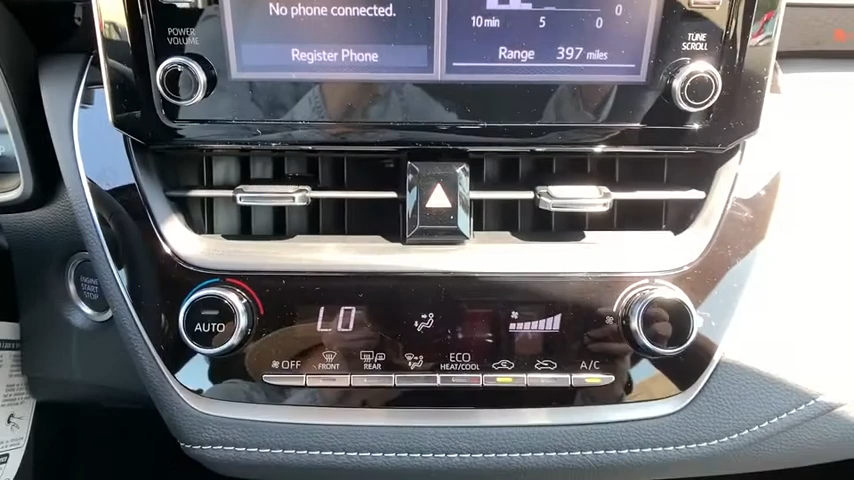 No phone connected.
Register Phone
10 min 5 0 0
Range 397 miles
POWER
VOLUME
TUNE
SCROLL
ENGINE
START
STOP
AUTO
LO
OFF
FRONT
REAR
ECO
HEAT/COOL
A/C